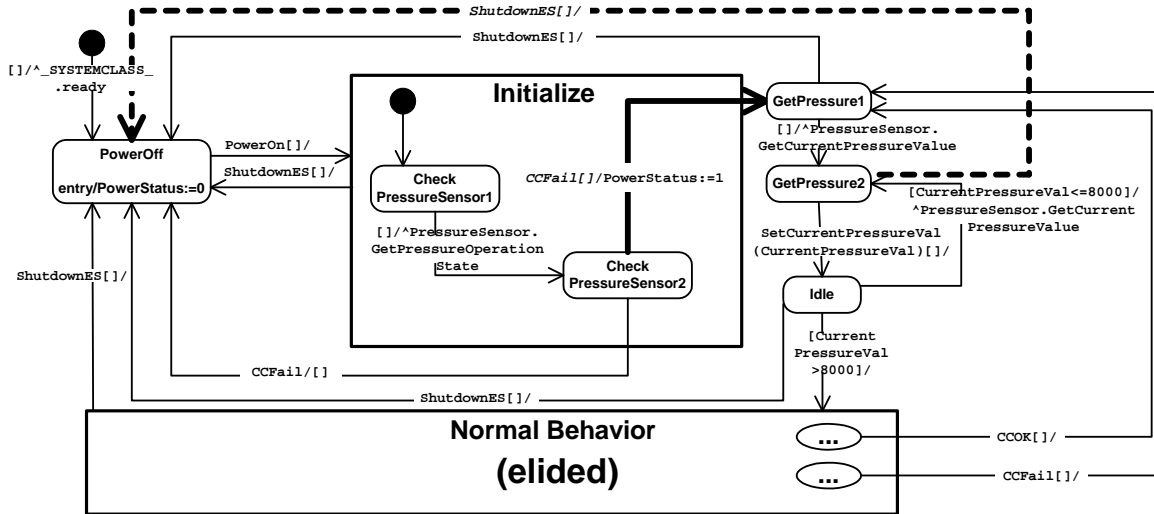 ShutdownES[]/
ShutdownES[]/
[]/^_SYSTEMCLASS_
.ready
Initialize
GetPressure1
[]/^PressureSensor.
GetCurrentPressureValue
PowerOff
entry/PowerStatus:=0
PowerOn[]/
ShutdownES[]/
Check
PressureSensor1
CCFail[]/PowerStatus:=1
GetPressure2
[CurrentPressureVal<=8000]/
^PressureSensor.GetCurrent
PressureValue
[]/^PressureSensor.
GetPressureOperation
State
SetCurrentPressureVal
(CurrentPressureVal)[]/
ShutdownES[]/
Check
PressureSensor2
Idle
[Current
PressureVal
>8000]/
CCFail/[]
ShutdownES[]/
Normal Behavior
(elided)
...
CCOK[]/
...
CCFail[]/